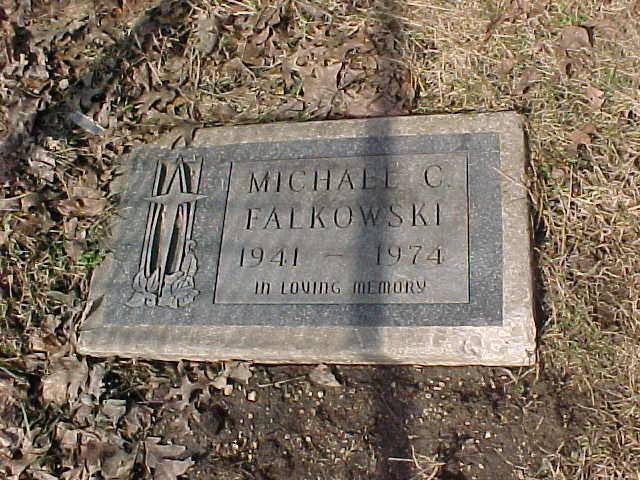 MICHAEL C.
FALKOWSKI
1941 - 1974
IN LOVING MEMORY